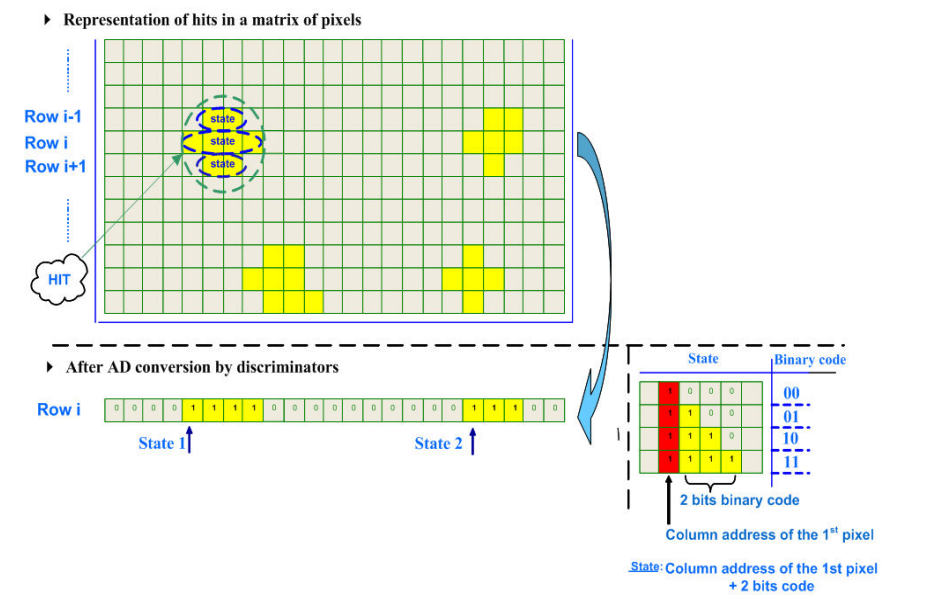 Representation of hits in a matrix of pixels
Row i-1
Row i
Row i+1
state
state
state
HIT
After AD conversion by discriminators
Row i
0 0 0 0 1 1 1 1 0 0 0 0 0 0 0 0 0 0 1 1 1 0 0
State 1
State 2
State
Binary code
1 0 0 0
00
1 1 0 0
01
1 1 1 0
10
1 1 1 1
11
2 bits binary code
Column address of the 1st pixel
State: Column address of the 1st pixel
+ 2 bits code